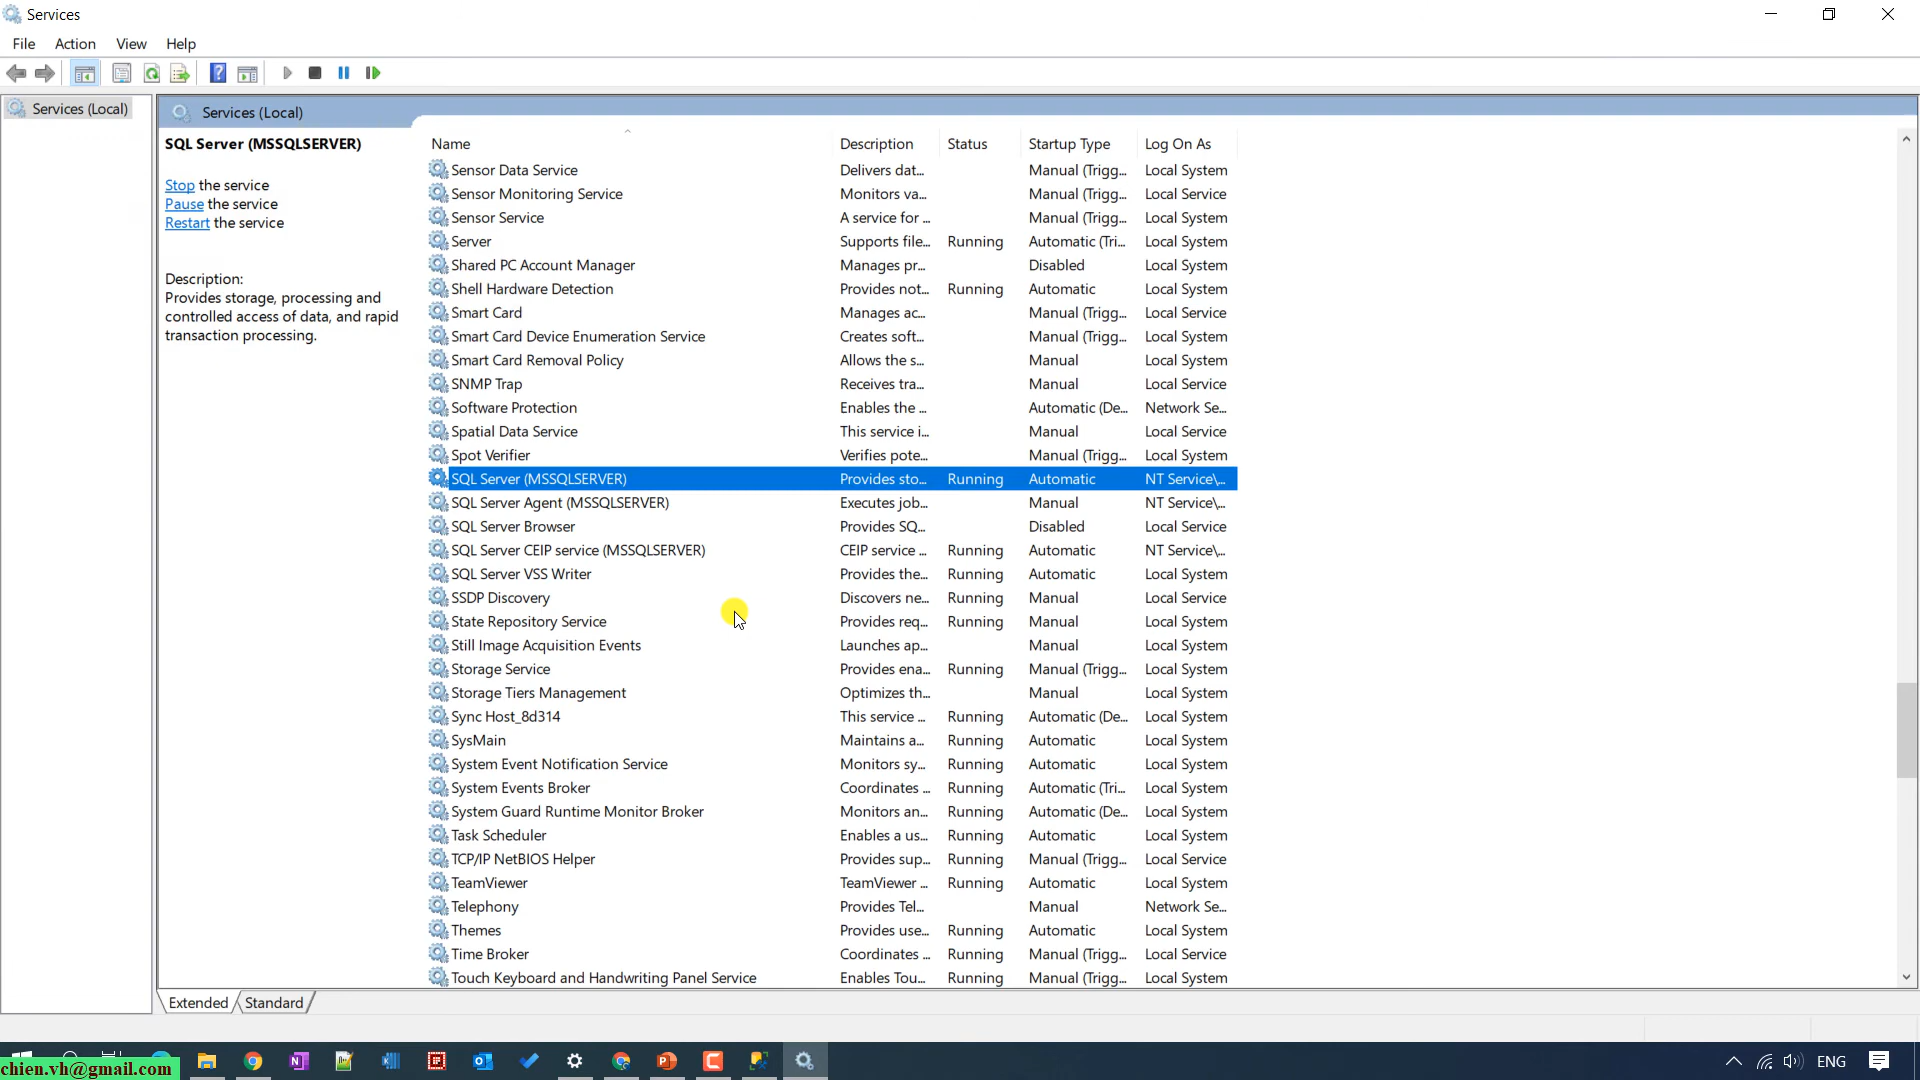 Services
File Action View Help
Services (Local)
Services (Local)
SQL Server (MSSQLSERVER)
Stop the service
Pause the service
Restart the service
Description:
Provides storage, processing and
controlled access of data, and rapid
transaction processing.
Name Description Status Startup Type Log On As
Sensor Data Service Delivers dat... Manual (Trigg... Local System
Sensor Monitoring Service Monitors va... Manual (Trigg... Local Service
Sensor Service A service for ... Manual (Trigg... Local System
Server Supports file... Running Automatic (Tri... Local System
Shared PC Account Manager Manages pr... Disabled Local System
Shell Hardware Detection Provides not... Running Automatic Local System
Smart Card Manages ac... Manual (Trigg... Local Service
Smart Card Device Enumeration Service Creates soft... Manual (Trigg... Local System
Smart Card Removal Policy Allows the s... Manual Local System
SNMP Trap Receives tra... Manual Local Service
Software Protection Enables the ... Automatic (De... Network Se...
Spatial Data Service This service i... Manual Local Service
Spot Verifier Verifies pote... Manual (Trigg... Local System
SQL Server (MSSQLSERVER) Provides sto... Running Automatic NT Service\...
SQL Server Agent (MSSQLSERVER) Executes job... Manual NT Service\...
SQL Server Browser Provides SQ... Disabled Local Service
SQL Server CEIP service (MSSQLSERVER) CEIP service ... Running Automatic NT Service\...
SQL Server VSS Writer Provides the... Running Automatic Local System
SSDP Discovery Discovers ne... Running Manual Local Service
State Repository Service Provides req... Running Manual Local System
Still Image Acquisition Events Launches ap... Manual Local System
Storage Service Provides ena... Running Manual (Trigg... Local System
Storage Tiers Management Optimizes th... Manual Local System
Sync Host_8d314 This service ... Running Automatic (De... Local System
SysMain Maintains a... Running Automatic Local System
System Event Notification Service Monitors sy... Running Automatic Local System
System Events Broker Coordinates ... Running Automatic (Tri... Local System
System Guard Runtime Monitor Broker Monitors an... Running Automatic (De... Local System
Task Scheduler Enables a us... Running Automatic Local System
TCP/IP NetBIOS Helper Provides sup... Running Manual (Trigg... Local Service
TeamViewer TeamViewer ... Running Automatic Local System
Telephony Provides Tel... Manual Network Se...
Themes Provides use... Running Automatic Local System
Time Broker Coordinates ... Running Manual (Trigg... Local Service
Touch Keyboard and Handwriting Panel Service Enables Tou... Running Manual (Trigg... Local System
Extended Standard
chien.vh@gmail.com
ENG